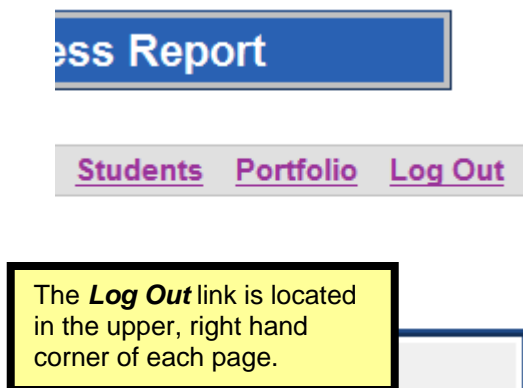 ess Report
Students Portfolio Log Out
The Log Out link is located
in the upper, right hand
corner of each page.